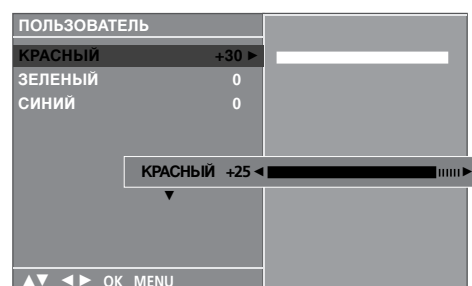 ПОЛЬЗОВАТЕЛЬ
КРАСНЫЙ +30 ►
ЗЕЛЕНЫЙ 0
СИНИЙ 0
КРАСНЫЙ +25 ◄ ►
▼
▲▼ ◄► OK MENU